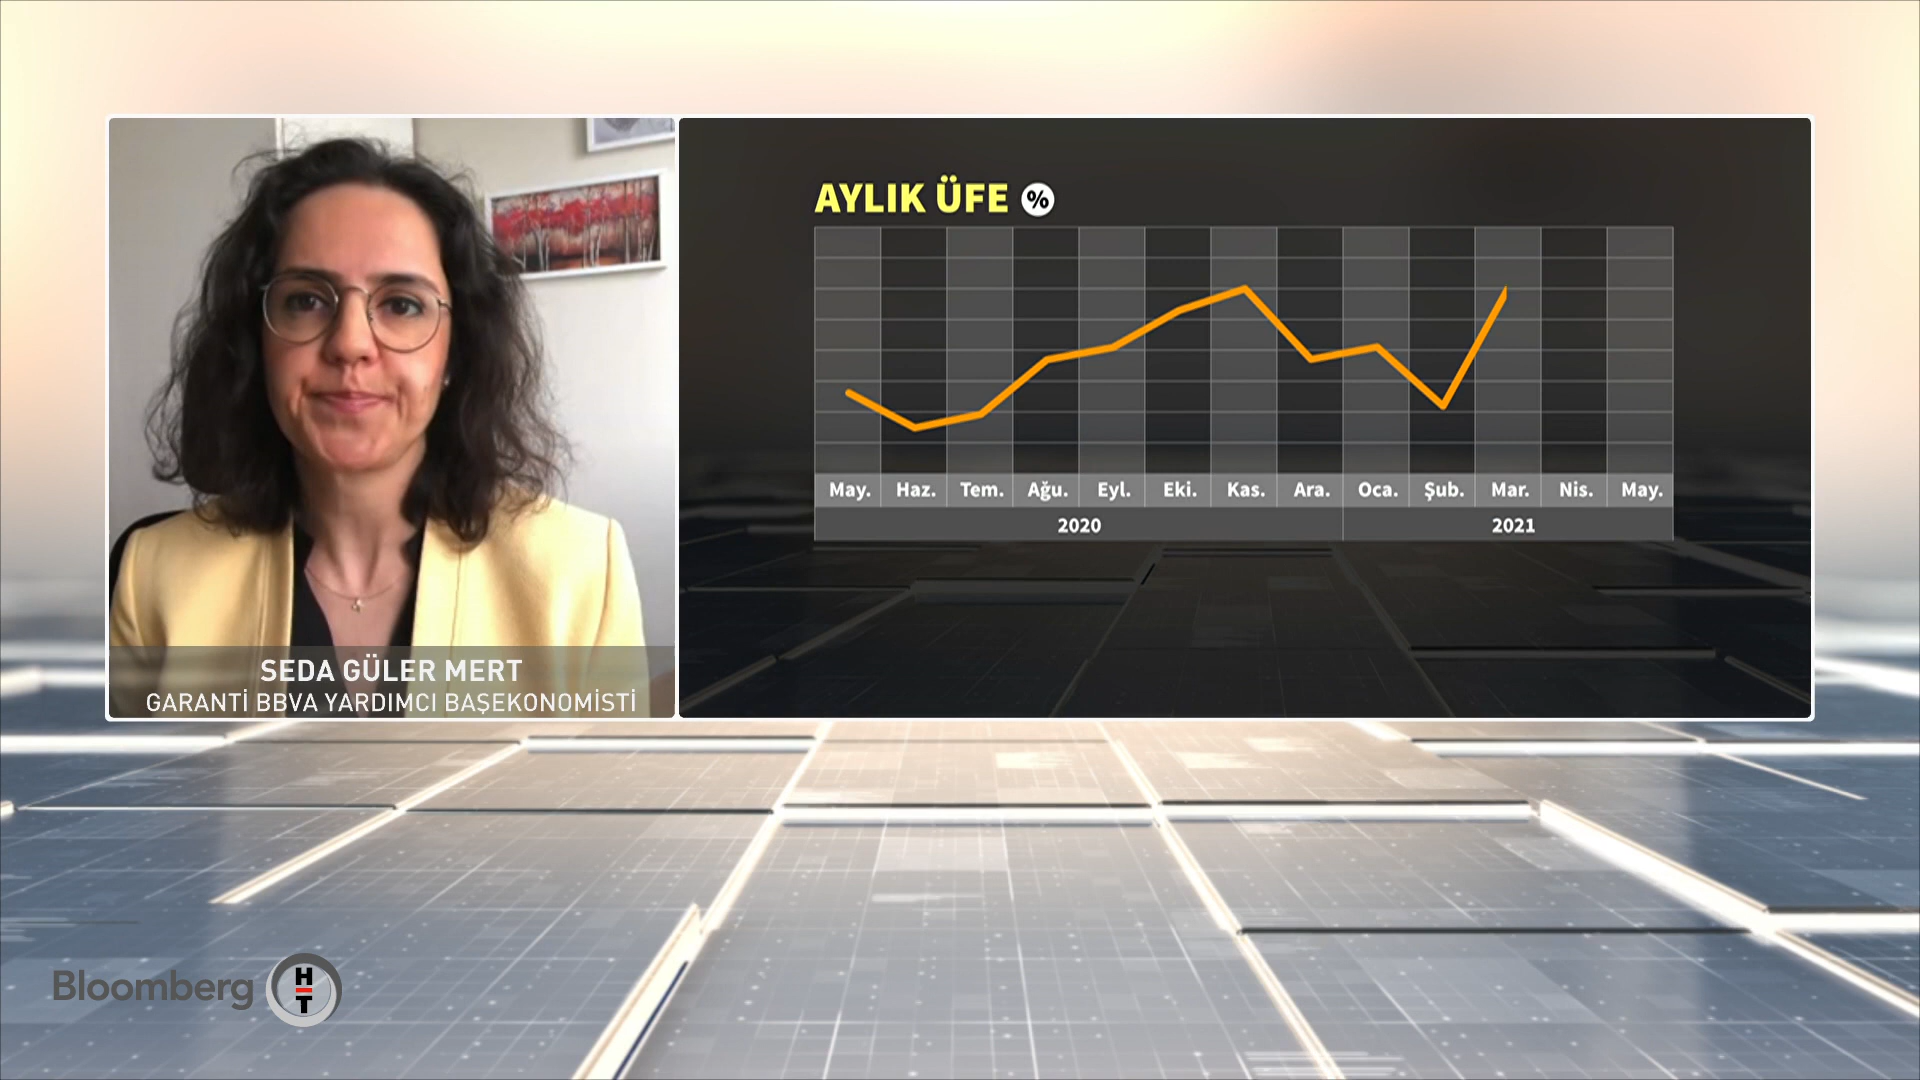 AYLIK ÜFE %
May. Haz. Tem. Ağu. Eyl. Eki. Kas. Ara. Oca. Şub. Mar. Nis. May.
2020 2021
SEDA GÜLER MERT
GARANTİ BBVA YARDIMCI BAŞEKONOMİSTİ
Bloomberg HT